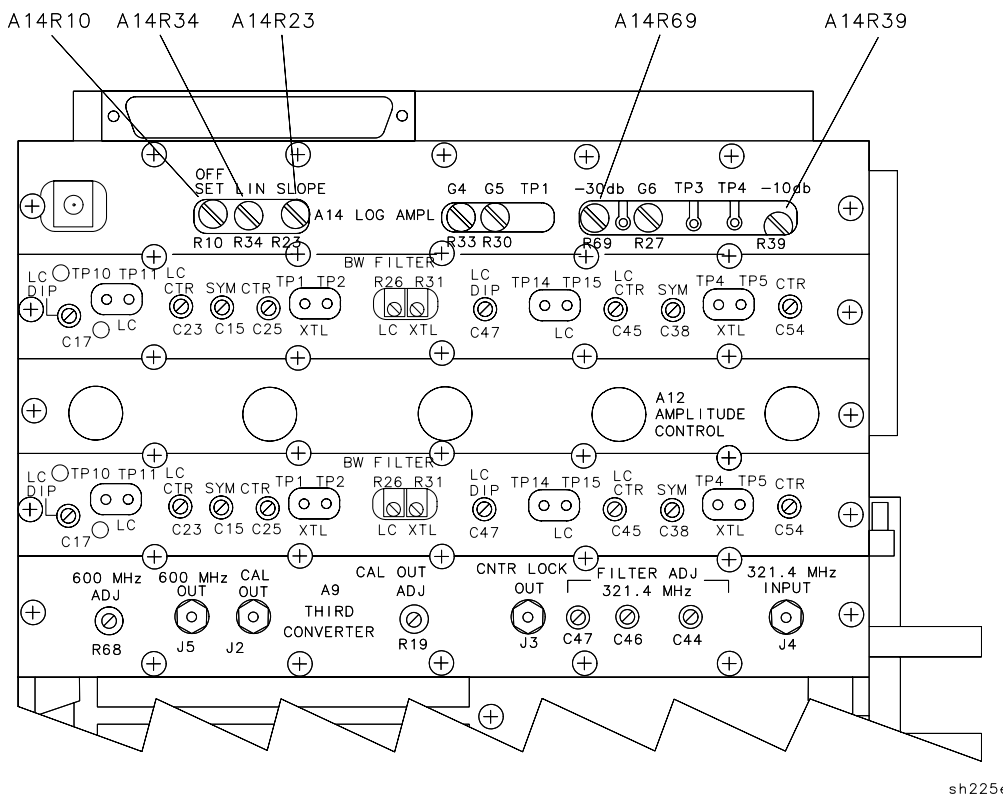 A14R10 A14R34 A14R23 A14R69 A14R39
OFF
SET LIN SLOPE G4 G5 TP1 -30db G6 TP3 TP4 -10db
A14 LOG AMPL
R10 R34 R23 R33 R30 R69 R27 R39
BW FILTER
LC
DIP TP10 TP11 LC
CTR SYM CTR TP1 TP2 R26 R31 LC
DIP TP14 TP15 LC
CTR SYM TP4 TP5 CTR
C17 LC C23 C15 C25 XTL LC XTL C47 LC C45 C38 XTL C54
A12
AMPLITUDE
CONTROL
BW FILTER
LC
DIP TP10 TP11 LC
CTR SYM CTR TP1 TP2 R26 R31 LC
DIP TP14 TP15 LC
CTR SYM TP4 TP5 CTR
C17 LC C23 C15 C25 XTL LC XTL C47 LC C45 C38 XTL C54
600 MHz
ADJ
R68
600 MHz
OUT
J5
CAL
OUT
J2
A9
THIRD
CONVERTER
CAL OUT
ADJ
R19
CNTR LOCK
OUT
J3
FILTER ADJ
321.4 MHz
C47 C46 C44
321.4 MHz
INPUT
J4